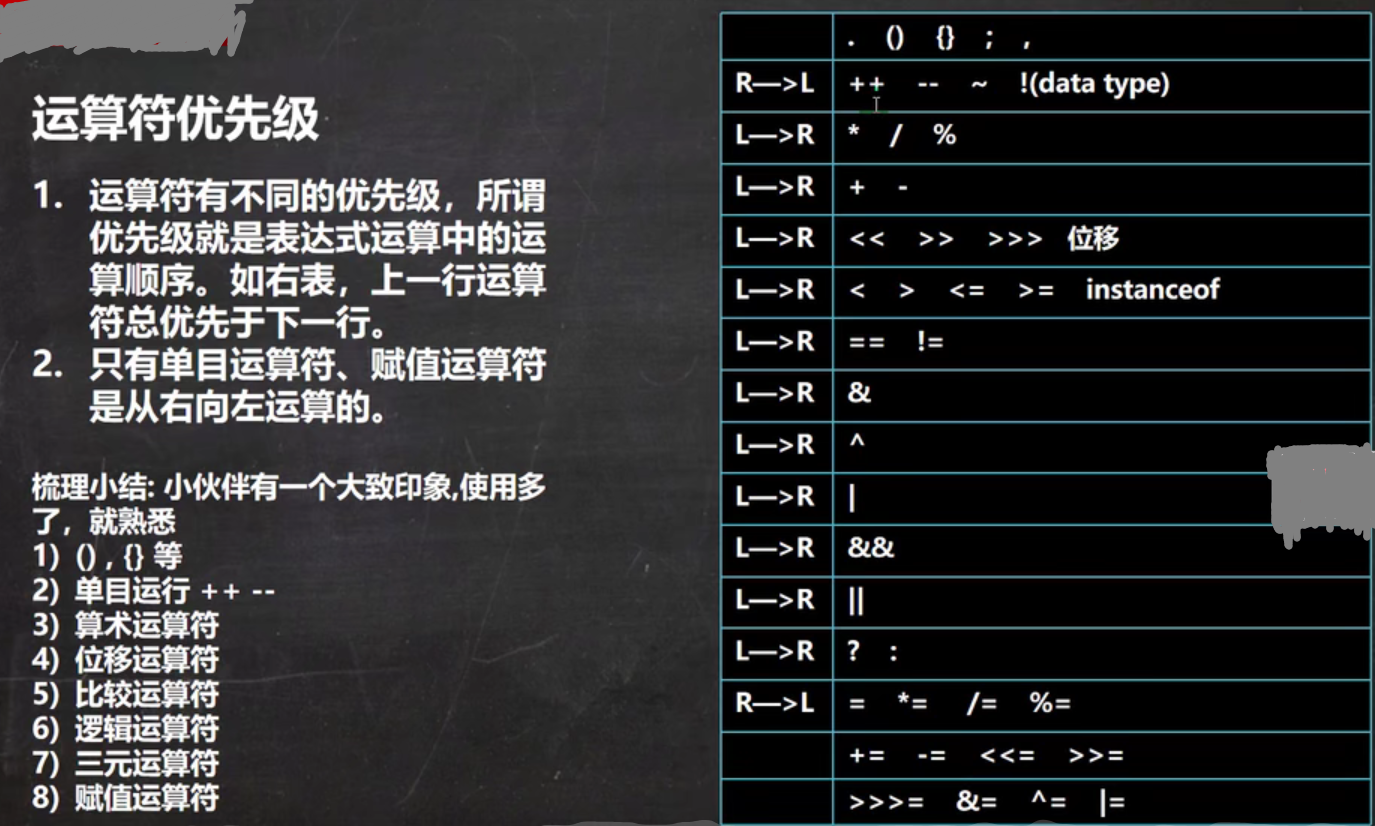 运算符优先级
1. 运算符有不同的优先级，所谓
优先级就是表达式运算中的运
算顺序。如右表，上一行运算
符总优先于下一行。
2. 只有单目运算符、赋值运算符
是从右向左运算的。
梳理小结: 小伙伴有一个大致印象,使用多
了，就熟悉
1) () , {} 等
2) 单目运行 ++ --
3) 算术运算符
4) 位移运算符
5) 比较运算符
6) 逻辑运算符
7) 三元运算符
8) 赋值运算符
. () {} ; ,
R—>L ++ -- ~ !(data type)
L—>R * / %
L—>R + -
L—>R << >> >>> 位移
L—>R < > <= >= instanceof
L—>R == !=
L—>R &
L—>R ^
L—>R |
L—>R &&
L—>R ||
L—>R ? :
R—>L = *= /= %=
+= -= <<= >>=
>>>= &= ^= |=